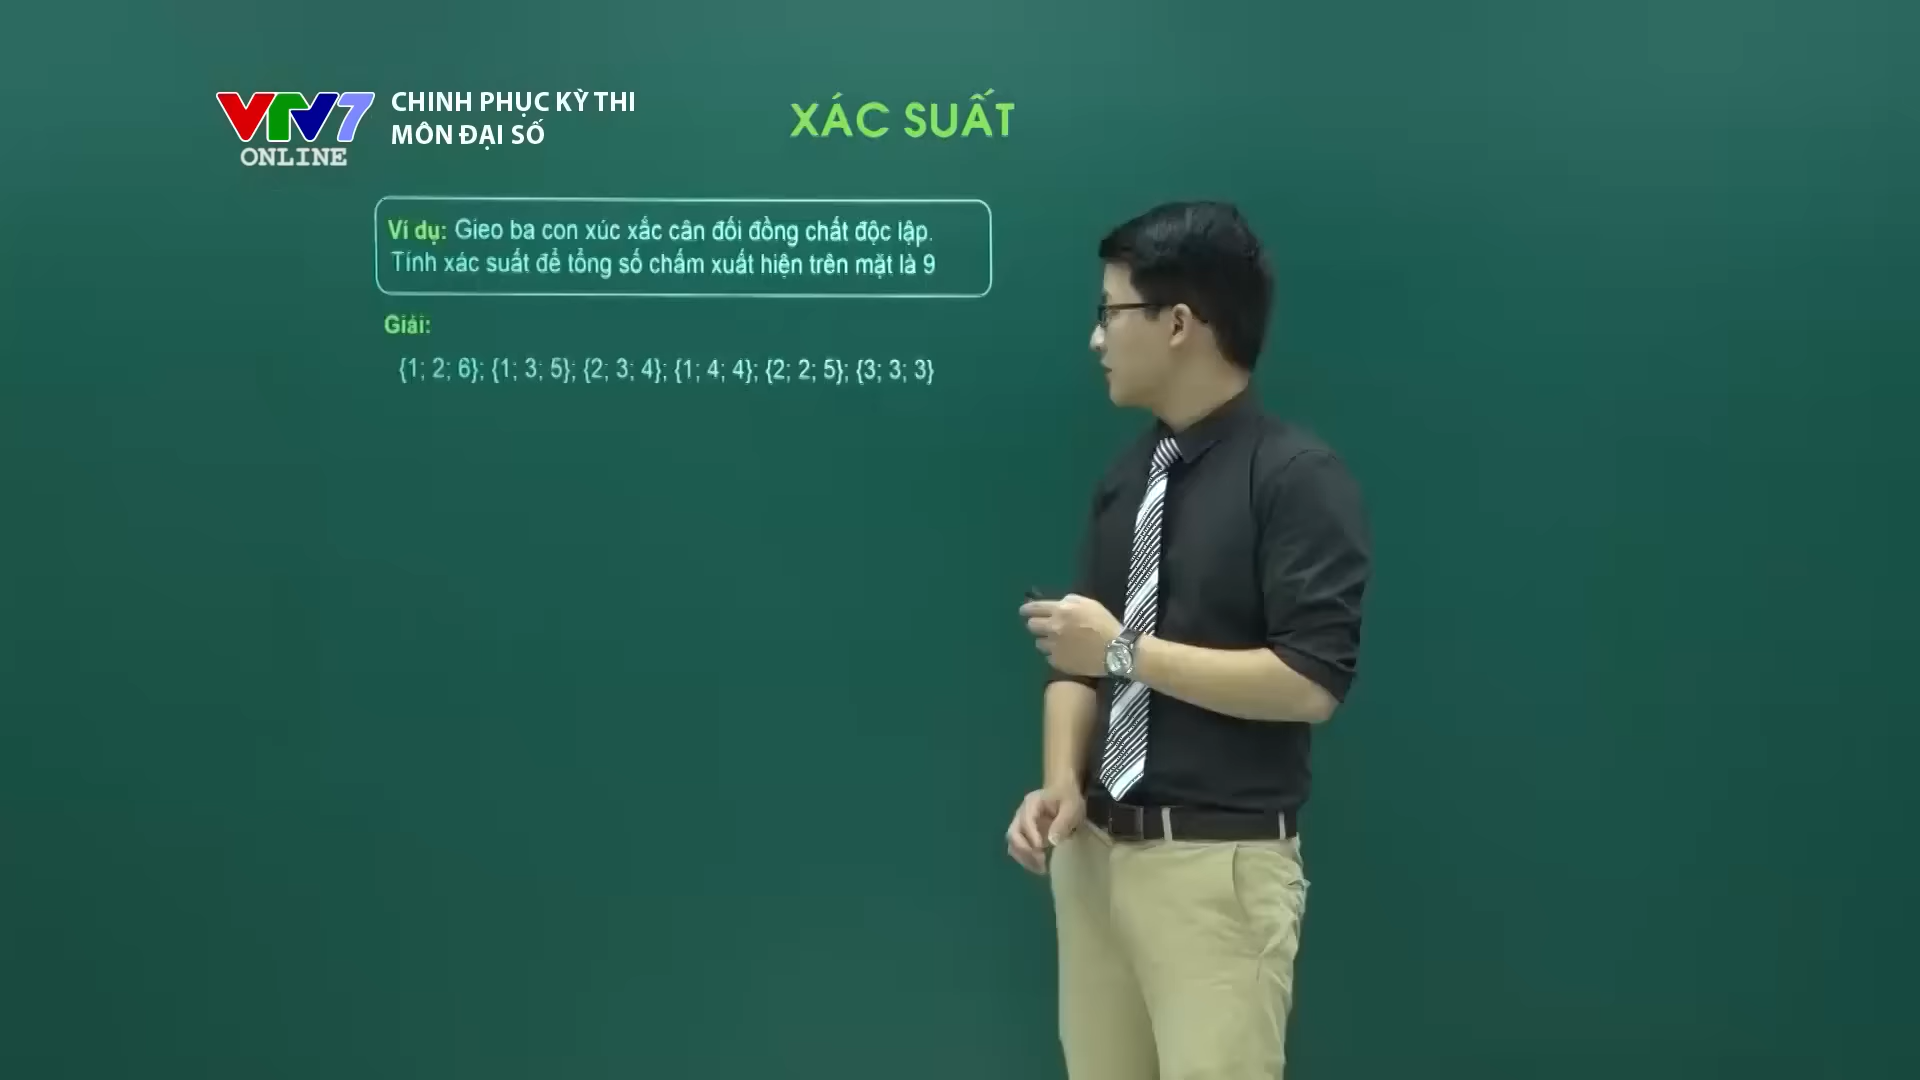 VTV7
ONLINE
CHINH PHỤC KỲ THI
MÔN ĐẠI SỐ
XÁC SUẤT
Ví dụ: Gieo ba con xúc xắc cân đối đồng chất độc lập.
Tính xác suất để tổng số chấm xuất hiện trên mặt là 9
Giải:
{1; 2; 6}; {1; 3; 5}; {2; 3; 4}; {1; 4; 4}; {2; 2; 5}; {3; 3; 3}